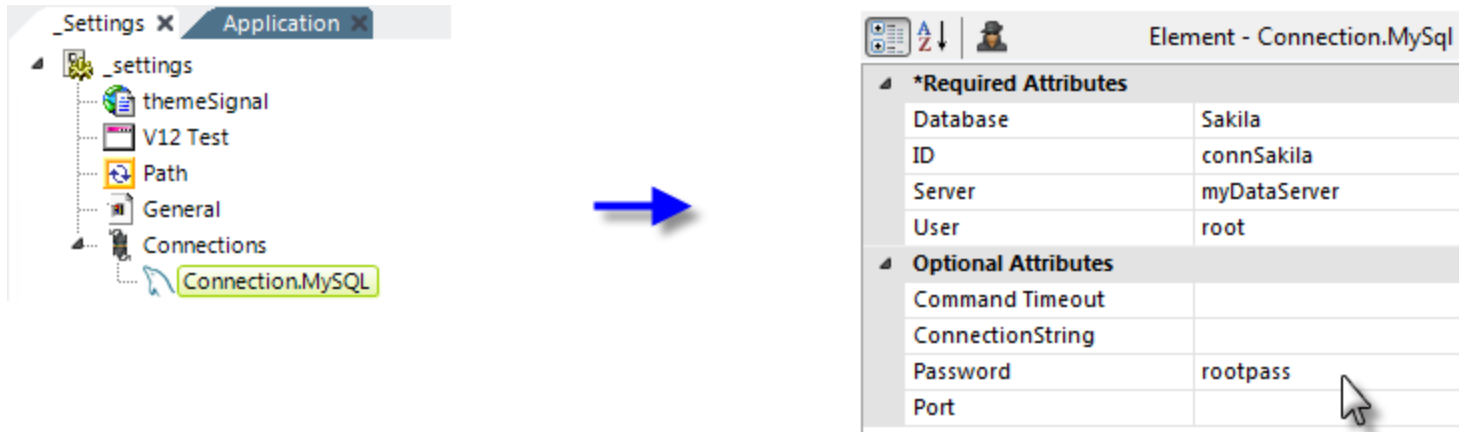 _Settings Application
_settings
themeSignal
V12 Test
Path
General
Connections
Connection.MySQL
Element - Connection.MySql
*Required Attributes
Database Sakila
ID connSakila
Server myDataServer
User root
Optional Attributes
Command Timeout
ConnectionString
Password rootpass
Port